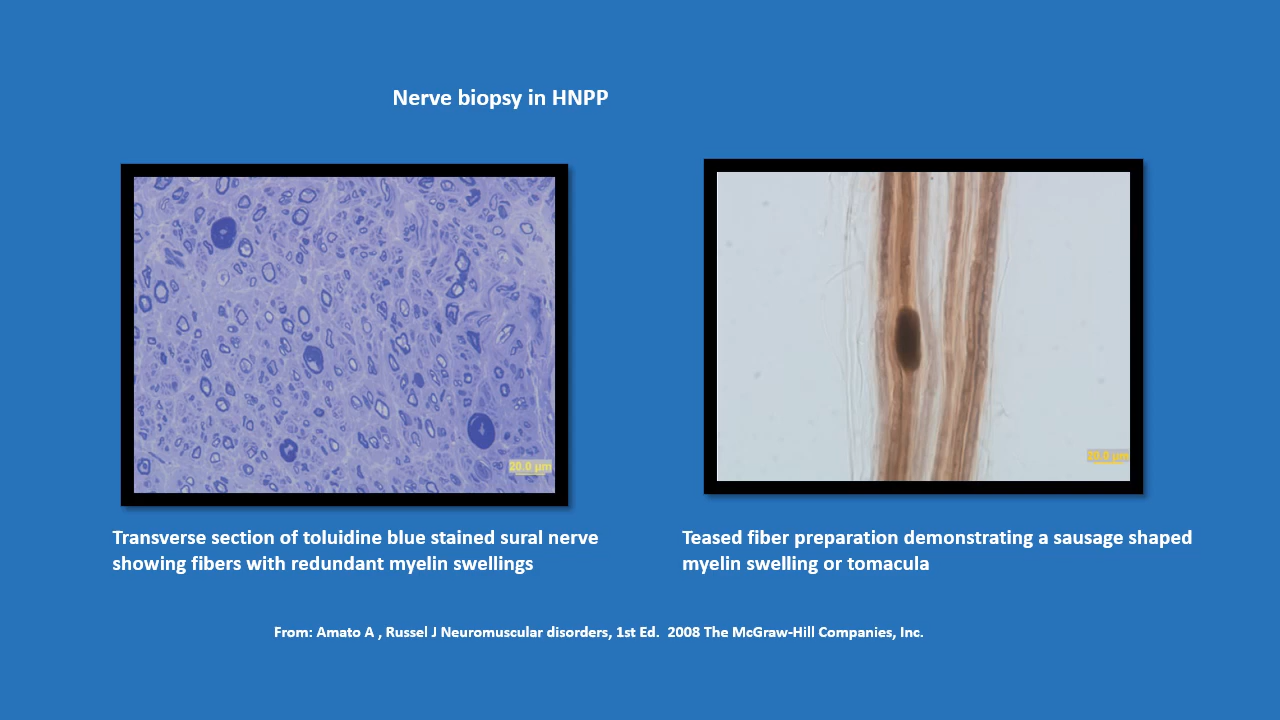 Nerve biopsy in HNPP
20.0 µm
20.0 µm
Transverse section of toluidine blue stained sural nerve
showing fibers with redundant myelin swellings
Teased fiber preparation demonstrating a sausage shaped
myelin swelling or tomacula
From: Amato A , Russel J Neuromuscular disorders, 1st Ed.  2008 The McGraw-Hill Companies, Inc.